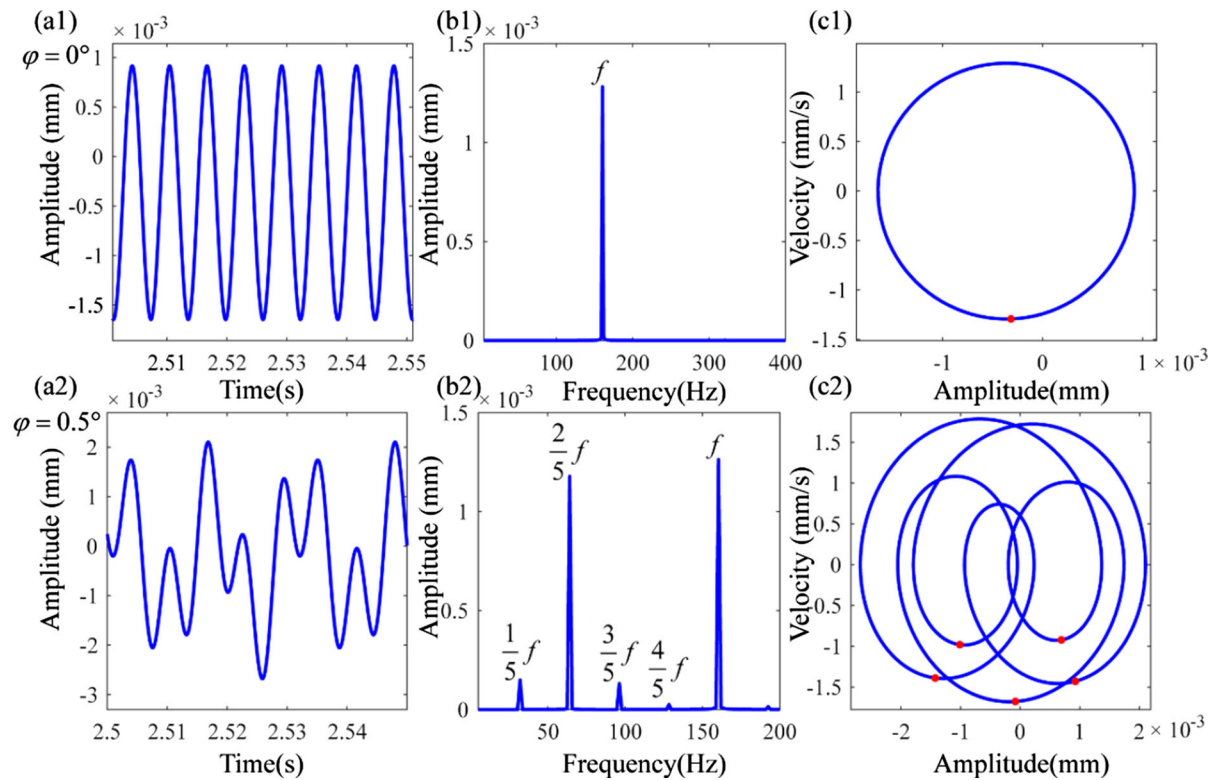 (a1)
× 10⁻³
φ = 0°
1
0.5
0
-0.5
-1
-1.5
Amplitude (mm)
2.51 2.52 2.53 2.54 2.55
Time(s)
(b1)
× 10⁻³
1.5
1
0.5
0
Amplitude (mm)
f
100 200 300 400
Frequency(Hz)
(c1)
1
0.5
0
-0.5
-1
-1.5
Velocity (mm/s)
-1 0 1 × 10⁻³
Amplitude(mm)
(a2)
× 10⁻³
φ = 0.5°
2
1
0
-1
-2
-3
Amplitude (mm)
2.5 2.51 2.52 2.53 2.54
Time(s)
(b2)
× 10⁻³
1.5
1
0.5
0
Amplitude (mm)
1/5 f
2/5 f
3/5 f
4/5 f
f
50 100 150 200
Frequency(Hz)
(c2)
1.5
1
0.5
0
-0.5
-1
-1.5
Velocity (mm/s)
-2 -1 0 1 2 × 10⁻³
Amplitude(mm)